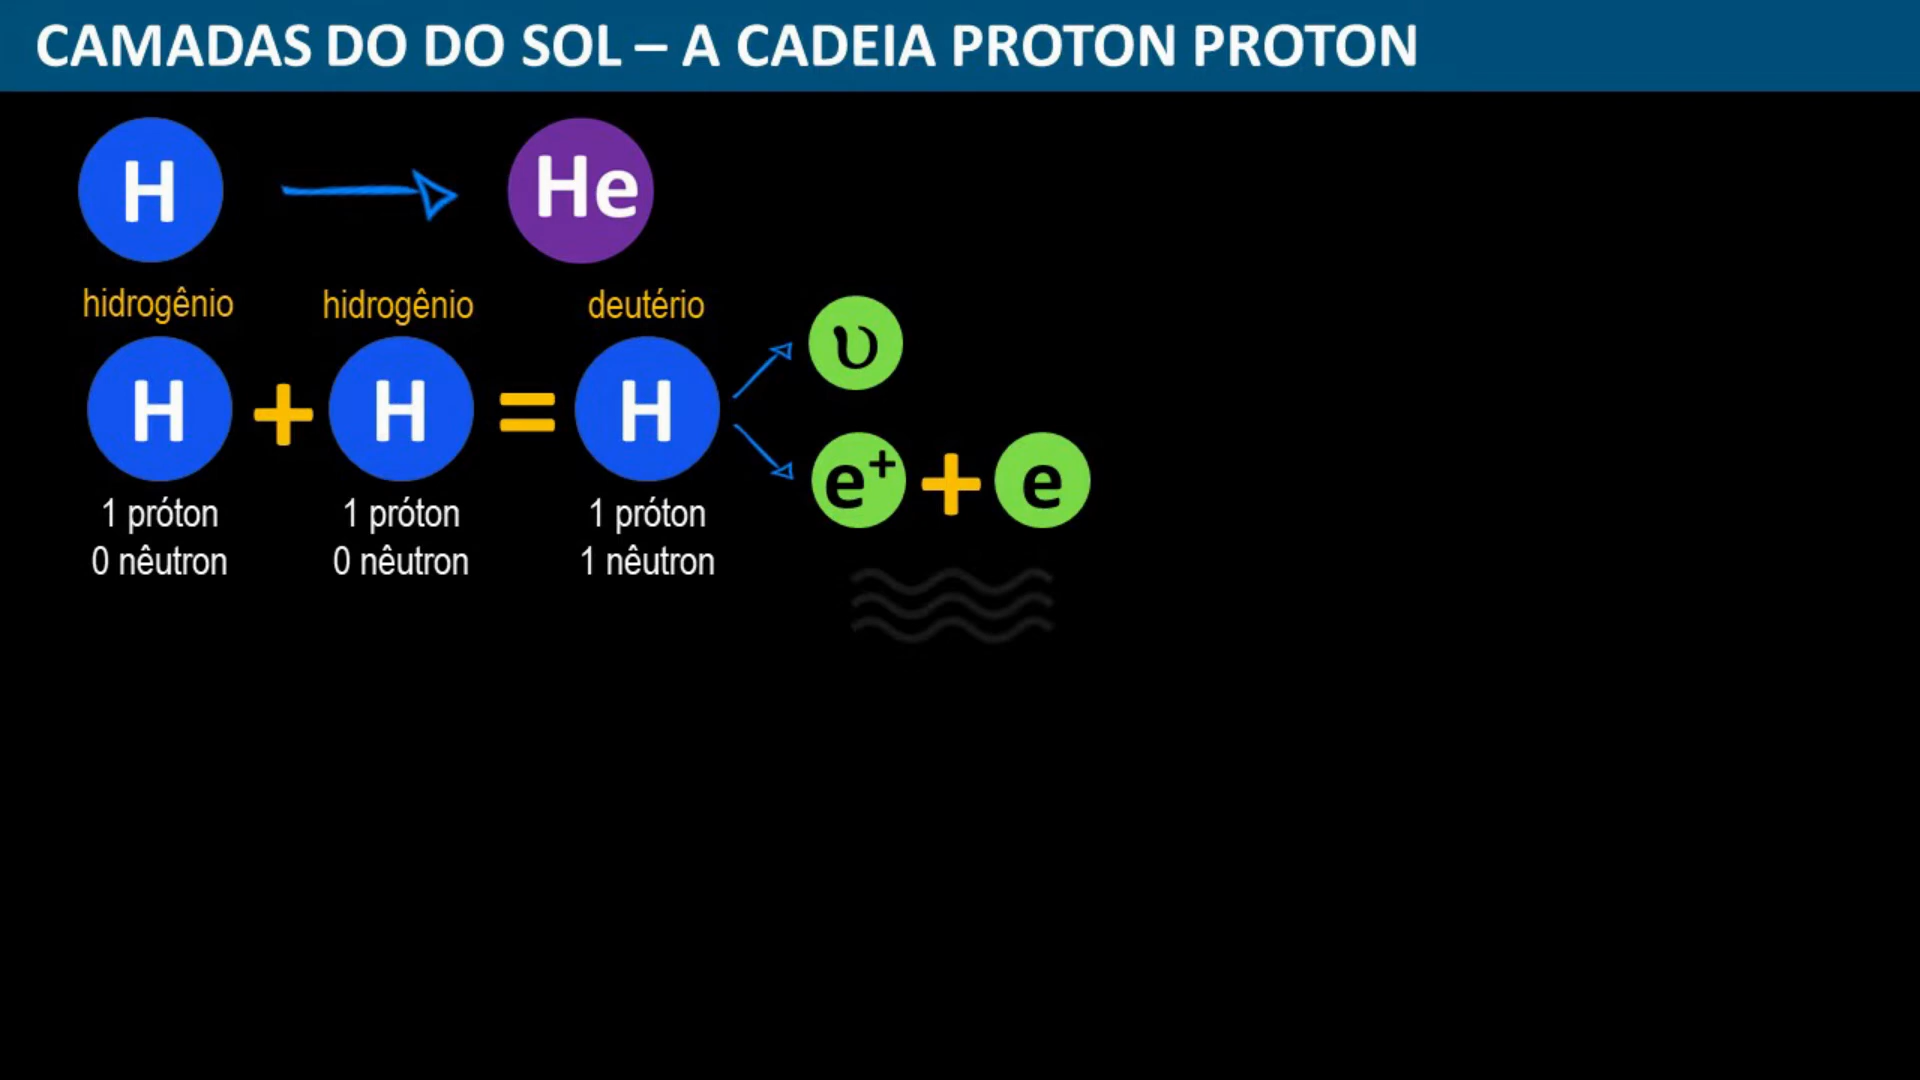 CAMADAS DO DO SOL – A CADEIA PROTON PROTON
H He
hidrogênio hidrogênio deutério
υ
H + H = H
e⁺ + e
1 próton 1 próton 1 próton
0 nêutron 0 nêutron 1 nêutron